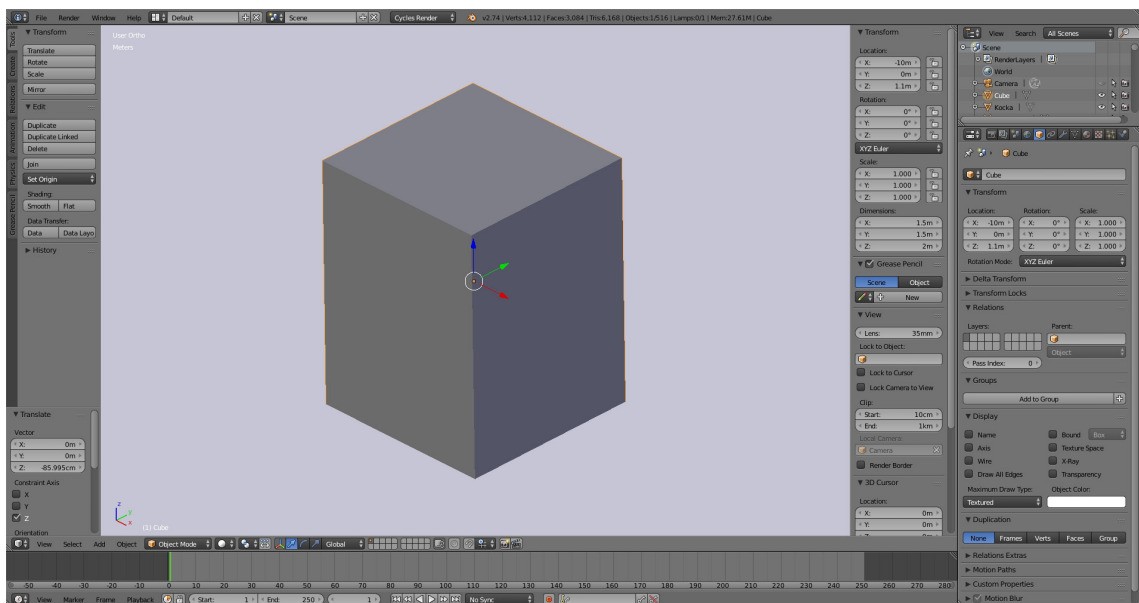 File Render Window Help Default Scene Cycles Render v2.74 | Verts:4,112 | Faces:3,084 | Tris:6,168 | Objects:1/516 | Lamps:0/1 | Mem:27.61M | Cube
Tools
Create
Relations
Animation
Physics
Grease Pencil
Transform
Translate
Rotate
Scale
Mirror
Edit
Duplicate
Duplicate Linked
Delete
Join
Set Origin
Shading:
Smooth Flat
Data Transfer:
Data Data Layo
History
Translate
Vector
X: 0m
Y: 0m
Z: -85.995cm
Constraint Axis
X
Y
Z
Orientation
User Ortho
Meters
z
y
x
(1) Cube
Transform
Location:
X: -10m
Y: 0m
Z: 1.1m
Rotation:
X: 0°
Y: 0°
Z: 0°
XYZ Euler
Scale:
X: 1.000
Y: 1.000
Z: 1.000
Dimensions:
X: 1.5m
Y: 1.5m
Z: 2m
Grease Pencil
Scene Object
New
View
Lens: 35mm
Lock to Object:
Lock to Cursor
Lock Camera to View
Clip:
Start: 10cm
End: 1km
Local Camera:
Camera
Render Border
3D Cursor
Location:
X: 0m
Y: 0m
View Search All Scenes
Scene
RenderLayers |
World
Camera |
Cube |
Kocka |
Cube
Cube
Transform
Location: Rotation: Scale:
X: -10m X: 0° X: 1.000
Y: 0m Y: 0° Y: 1.000
Z: 1.1m Z: 0° Z: 1.000
Rotation Mode: XYZ Euler
Delta Transform
Transform Locks
Relations
Layers: Parent:
Object
Pass Index: 0
Groups
Add to Group
Display
Name Bound Box
Axis Texture Space
Wire X-Ray
Draw All Edges Transparency
Maximum Draw Type: Object Color:
Textured
Duplication
None Frames Verts Faces Group
Relations Extras
Motion Paths
Custom Properties
Motion Blur
View Select Add Object Object Mode Global
-50 -40 -30 -20 -10 0 10 20 30 40 50 60 70 80 90 100 110 120 130 140 150 160 170 180 190 200 210 220 230 240 250 260 270 280
View Marker Frame Playback Start: 1 End: 250 1 No Sync